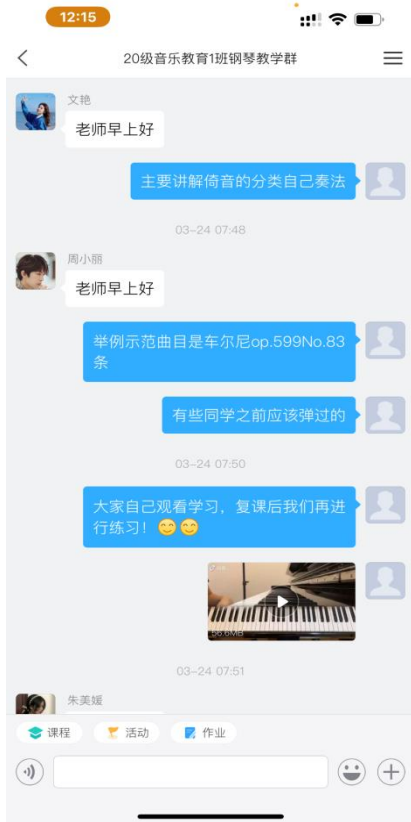 12:15
20级音乐教育1班钢琴教学群
文艳
老师早上好
主要讲解倚音的分类自己奏法
03-24 07:48
周小丽
老师早上好
举例示范曲目是车尔尼op.599No.83
条
有些同学之前应该弹过的
03-24 07:50
大家自己观看学习，复课后我们再进
行练习！😊😊
56.6MB
03-24 07:51
朱美媛
课程
活动
作业